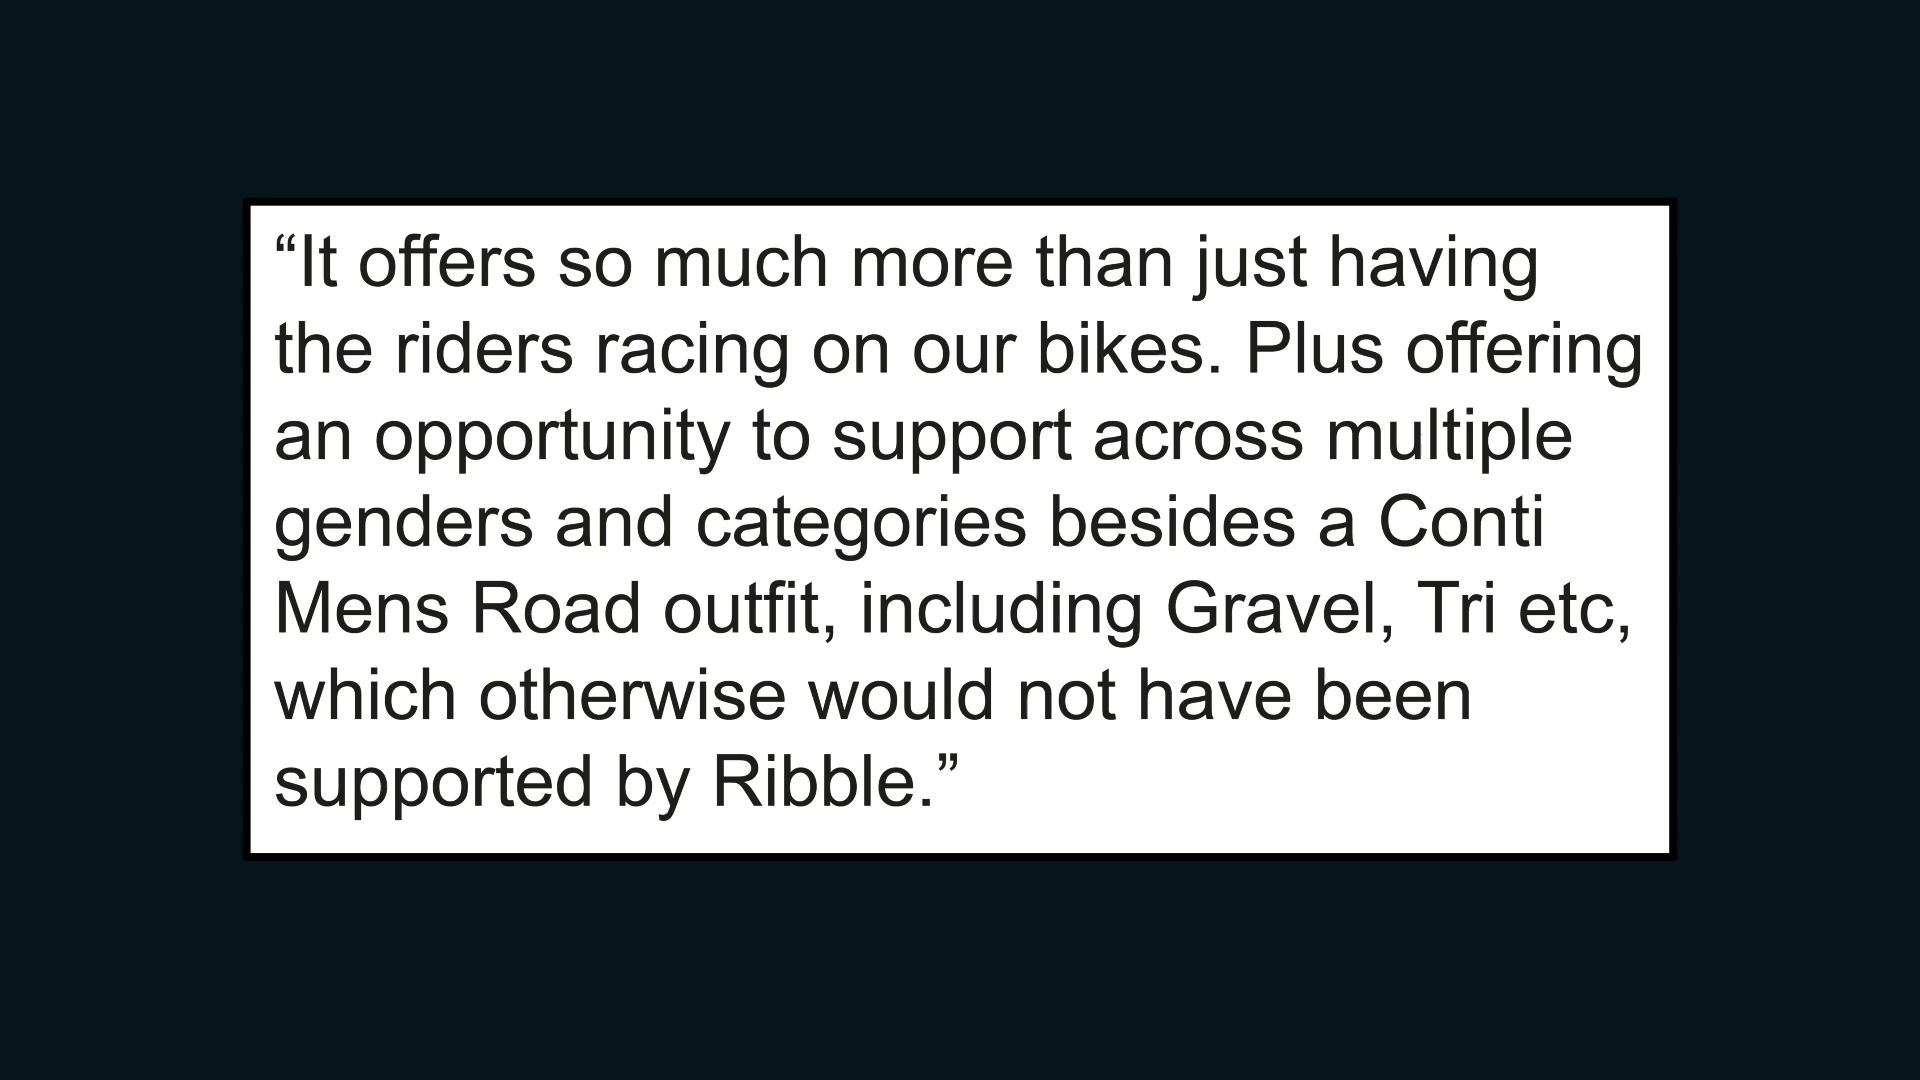 “It offers so much more than just having
the riders racing on our bikes. Plus offering
an opportunity to support across multiple
genders and categories besides a Conti
Mens Road outfit, including Gravel, Tri etc,
which otherwise would not have been
supported by Ribble.”